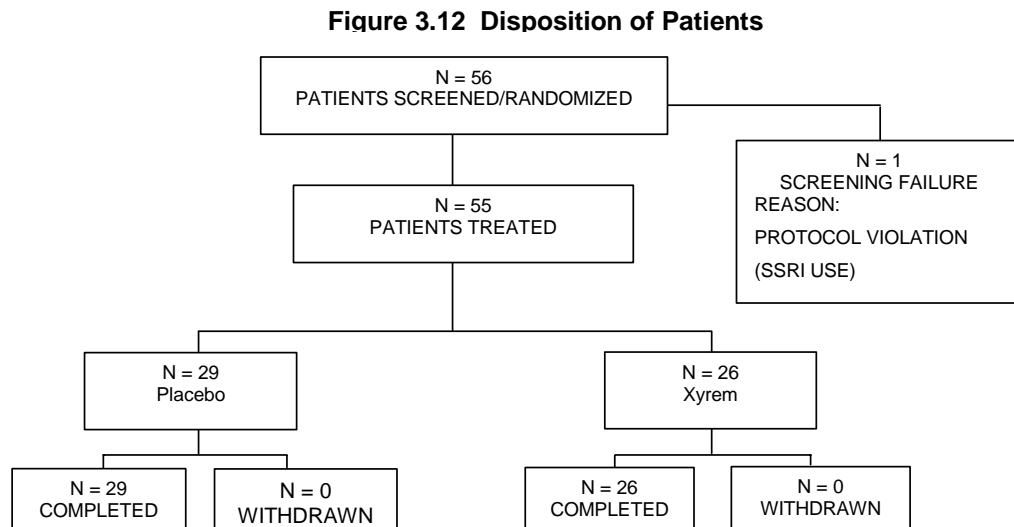 Figure 3.12  Disposition of Patients
N = 56
PATIENTS SCREENED/RANDOMIZED
N = 1
SCREENING FAILURE
REASON:
PROTOCOL VIOLATION
(SSRI USE)
N = 55
PATIENTS TREATED
N = 29
Placebo
N = 26
Xyrem
N = 29
COMPLETED
N = 0
WITHDRAWN
N = 26
COMPLETED
N = 0
WITHDRAWN